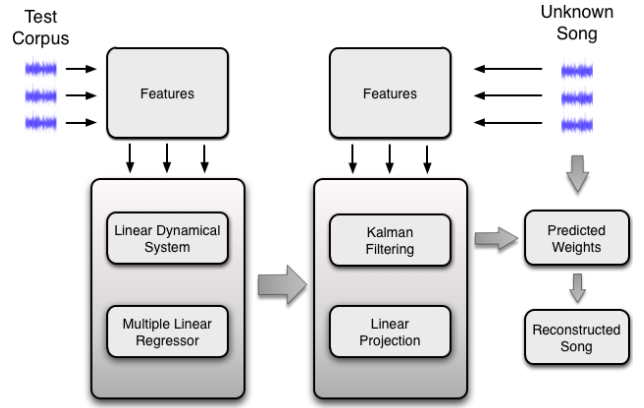 Test
Corpus
Unknown
Song
Features
Features
Linear Dynamical
System
Multiple Linear
Regressor
Kalman
Filtering
Linear
Projection
Predicted
Weights
Reconstructed
Song